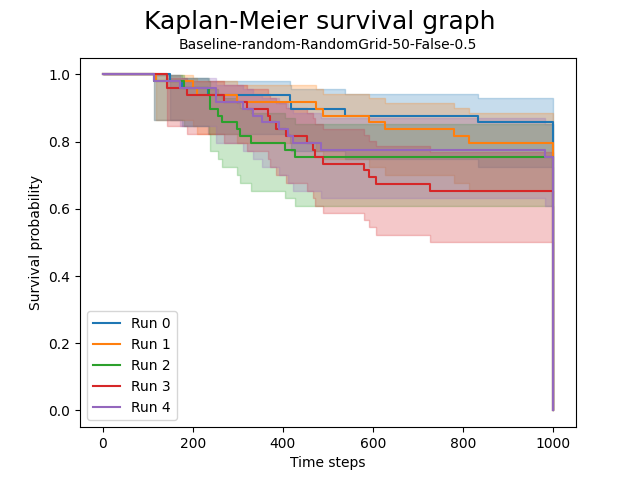 Kaplan-Meier survival graph
Baseline-random-RandomGrid-50-False-0.5
1.0
0.8
0.6
0.4
0.2
0.0
Survival probability
Run 0
Run 1
Run 2
Run 3
Run 4
0 200 400 600 800 1000
Time steps